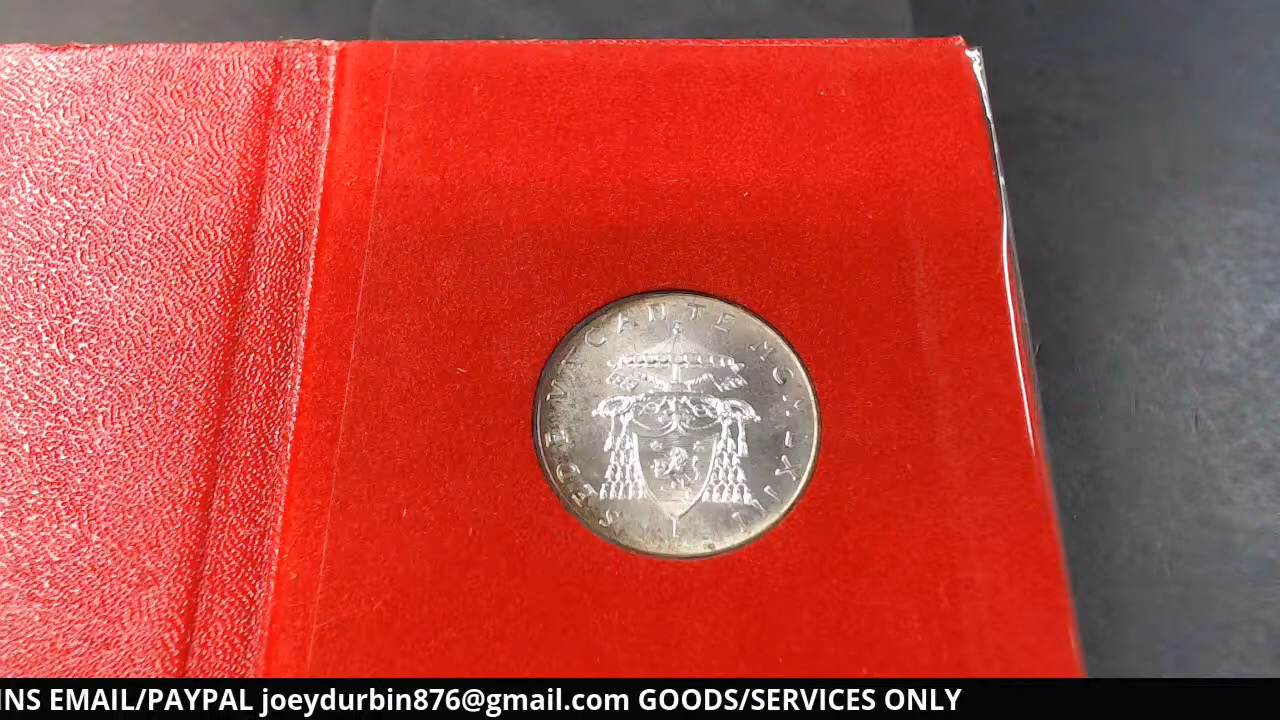 SEDE VACANTE MCMLXIII
INS EMAIL/PAYPAL joeydurbin876@gmail.com GOODS/SERVICES ONLY